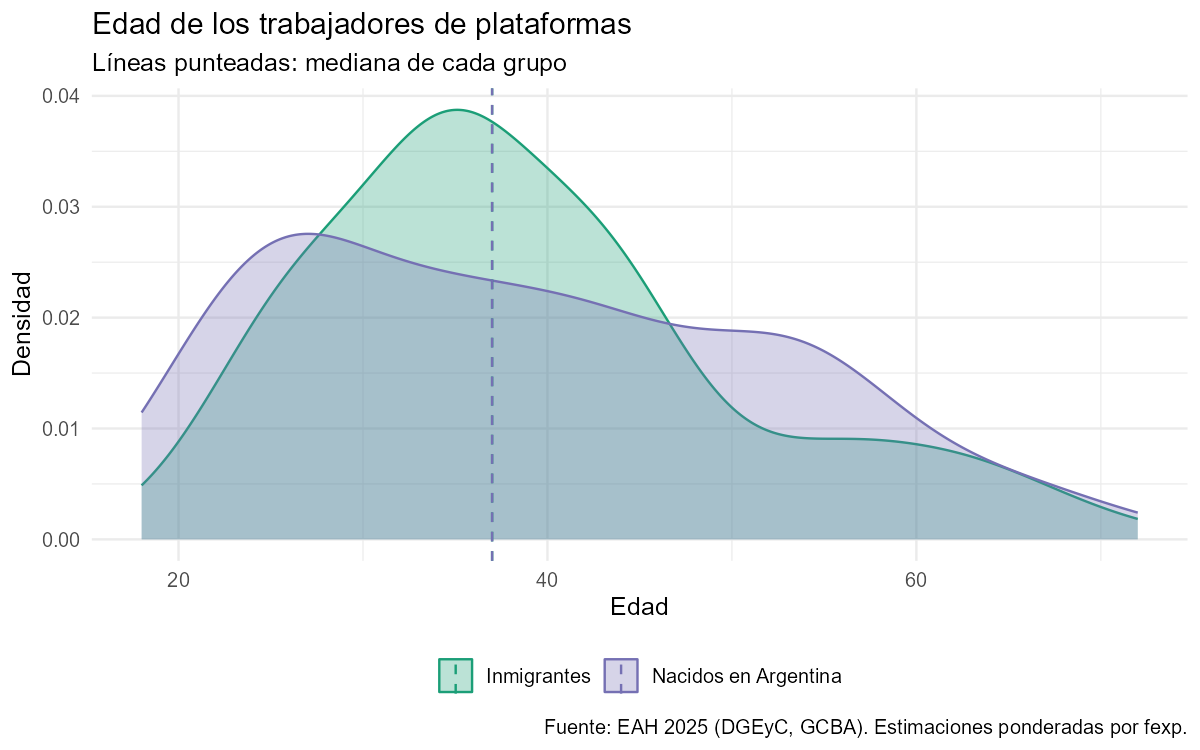 Edad de los trabajadores de plataformas
Líneas punteadas: mediana de cada grupo
0.04
0.03
0.02
0.01
0.00
Densidad
20 40 60
Edad
Inmigrantes Nacidos en Argentina
Fuente: EAH 2025 (DGEyC, GCBA). Estimaciones ponderadas por fexp.